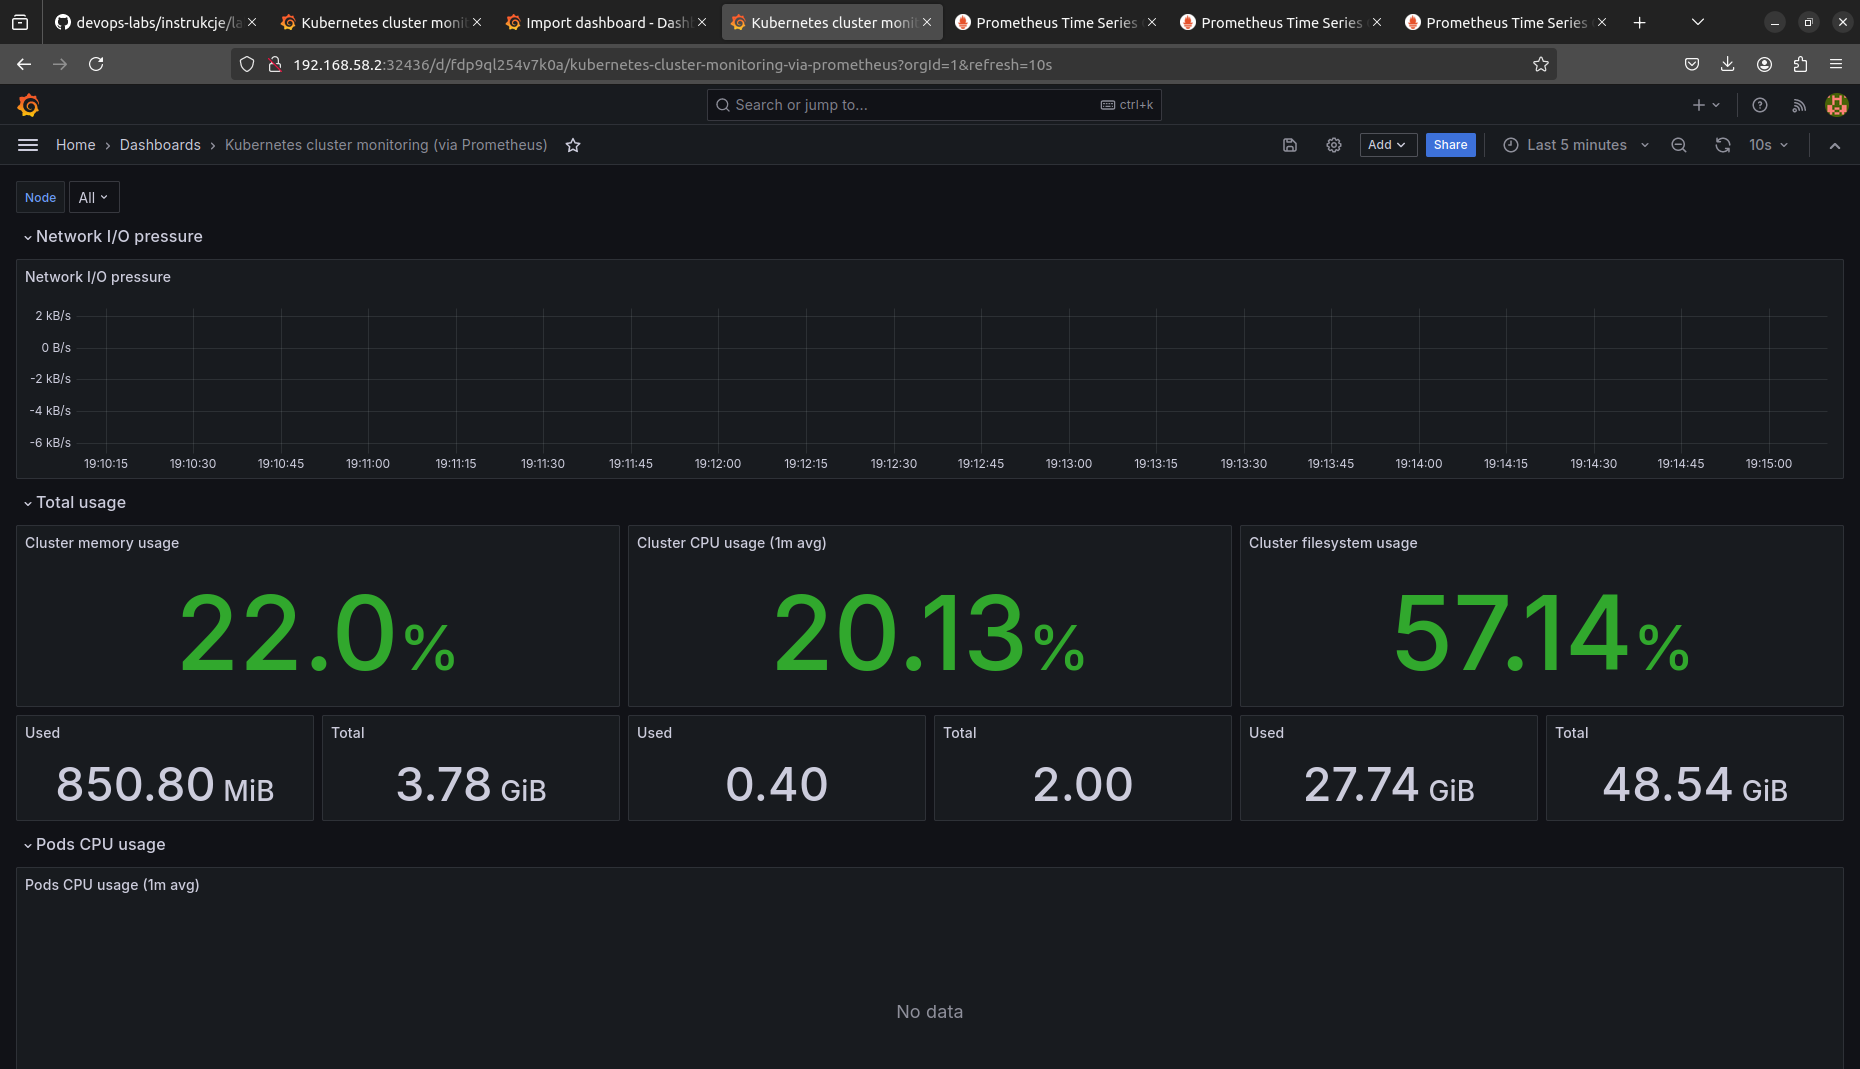 devops-labs/instrukcje/la
Kubernetes cluster monit
Import dashboard - Dash
Kubernetes cluster monit
Prometheus Time Series
Prometheus Time Series
Prometheus Time Series
192.168.58.2:32436/d/fdp9ql254v7k0a/kubernetes-cluster-monitoring-via-prometheus?orgId=1&refresh=10s
Search or jump to... ctrl+k
Home › Dashboards › Kubernetes cluster monitoring (via Prometheus)
Add Share Last 5 minutes 10s
Node All
Network I/O pressure
Network I/O pressure
2 kB/s
0 B/s
-2 kB/s
-4 kB/s
-6 kB/s
19:10:15 19:10:30 19:10:45 19:11:00 19:11:15 19:11:30 19:11:45 19:12:00 19:12:15 19:12:30 19:12:45 19:13:00 19:13:15 19:13:30 19:13:45 19:14:00 19:14:15 19:14:30 19:14:45 19:15:00
Total usage
Cluster memory usage
22.0%
Cluster CPU usage (1m avg)
20.13%
Cluster filesystem usage
57.14%
Used
850.80 MiB
Total
3.78 GiB
Used
0.40
Total
2.00
Used
27.74 GiB
Total
48.54 GiB
Pods CPU usage
Pods CPU usage (1m avg)
No data